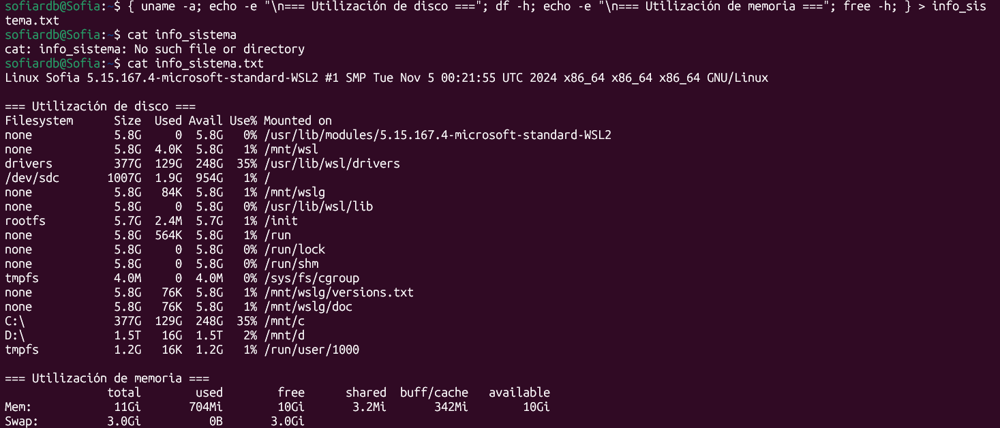 sofiardb@Sofia:~$ { uname -a; echo -e "\n=== Utilización de disco ==="; df -h; echo -e "\n=== Utilización de memoria ==="; free -h; } > info_sis
tema.txt
sofiardb@Sofia:~$ cat info_sistema
cat: info_sistema: No such file or directory
sofiardb@Sofia:~$ cat info_sistema.txt
Linux Sofia 5.15.167.4-microsoft-standard-WSL2 #1 SMP Tue Nov 5 00:21:55 UTC 2024 x86_64 x86_64 x86_64 GNU/Linux

=== Utilización de disco ===
Filesystem      Size  Used Avail Use% Mounted on
none            5.8G     0  5.8G   0% /usr/lib/modules/5.15.167.4-microsoft-standard-WSL2
none            5.8G  4.0K  5.8G   1% /mnt/wsl
drivers         377G  129G  248G  35% /usr/lib/wsl/drivers
/dev/sdc       1007G  1.9G  954G   1% /
none            5.8G   84K  5.8G   1% /mnt/wslg
none            5.8G     0  5.8G   0% /usr/lib/wsl/lib
rootfs          5.7G  2.4M  5.7G   1% /init
none            5.8G  564K  5.8G   1% /run
none            5.8G     0  5.8G   0% /run/lock
none            5.8G     0  5.8G   0% /run/shm
tmpfs           4.0M     0  4.0M   0% /sys/fs/cgroup
none            5.8G   76K  5.8G   1% /mnt/wslg/versions.txt
none            5.8G   76K  5.8G   1% /mnt/wslg/doc
C:\             377G  129G  248G  35% /mnt/c
D:\             1.5T   16G  1.5T   2% /mnt/d
tmpfs           1.2G   16K  1.2G   1% /run/user/1000

=== Utilización de memoria ===
               total        used        free      shared  buff/cache   available
Mem:            11Gi       704Mi        10Gi       3.2Mi       342Mi        10Gi
Swap:          3.0Gi          0B       3.0Gi